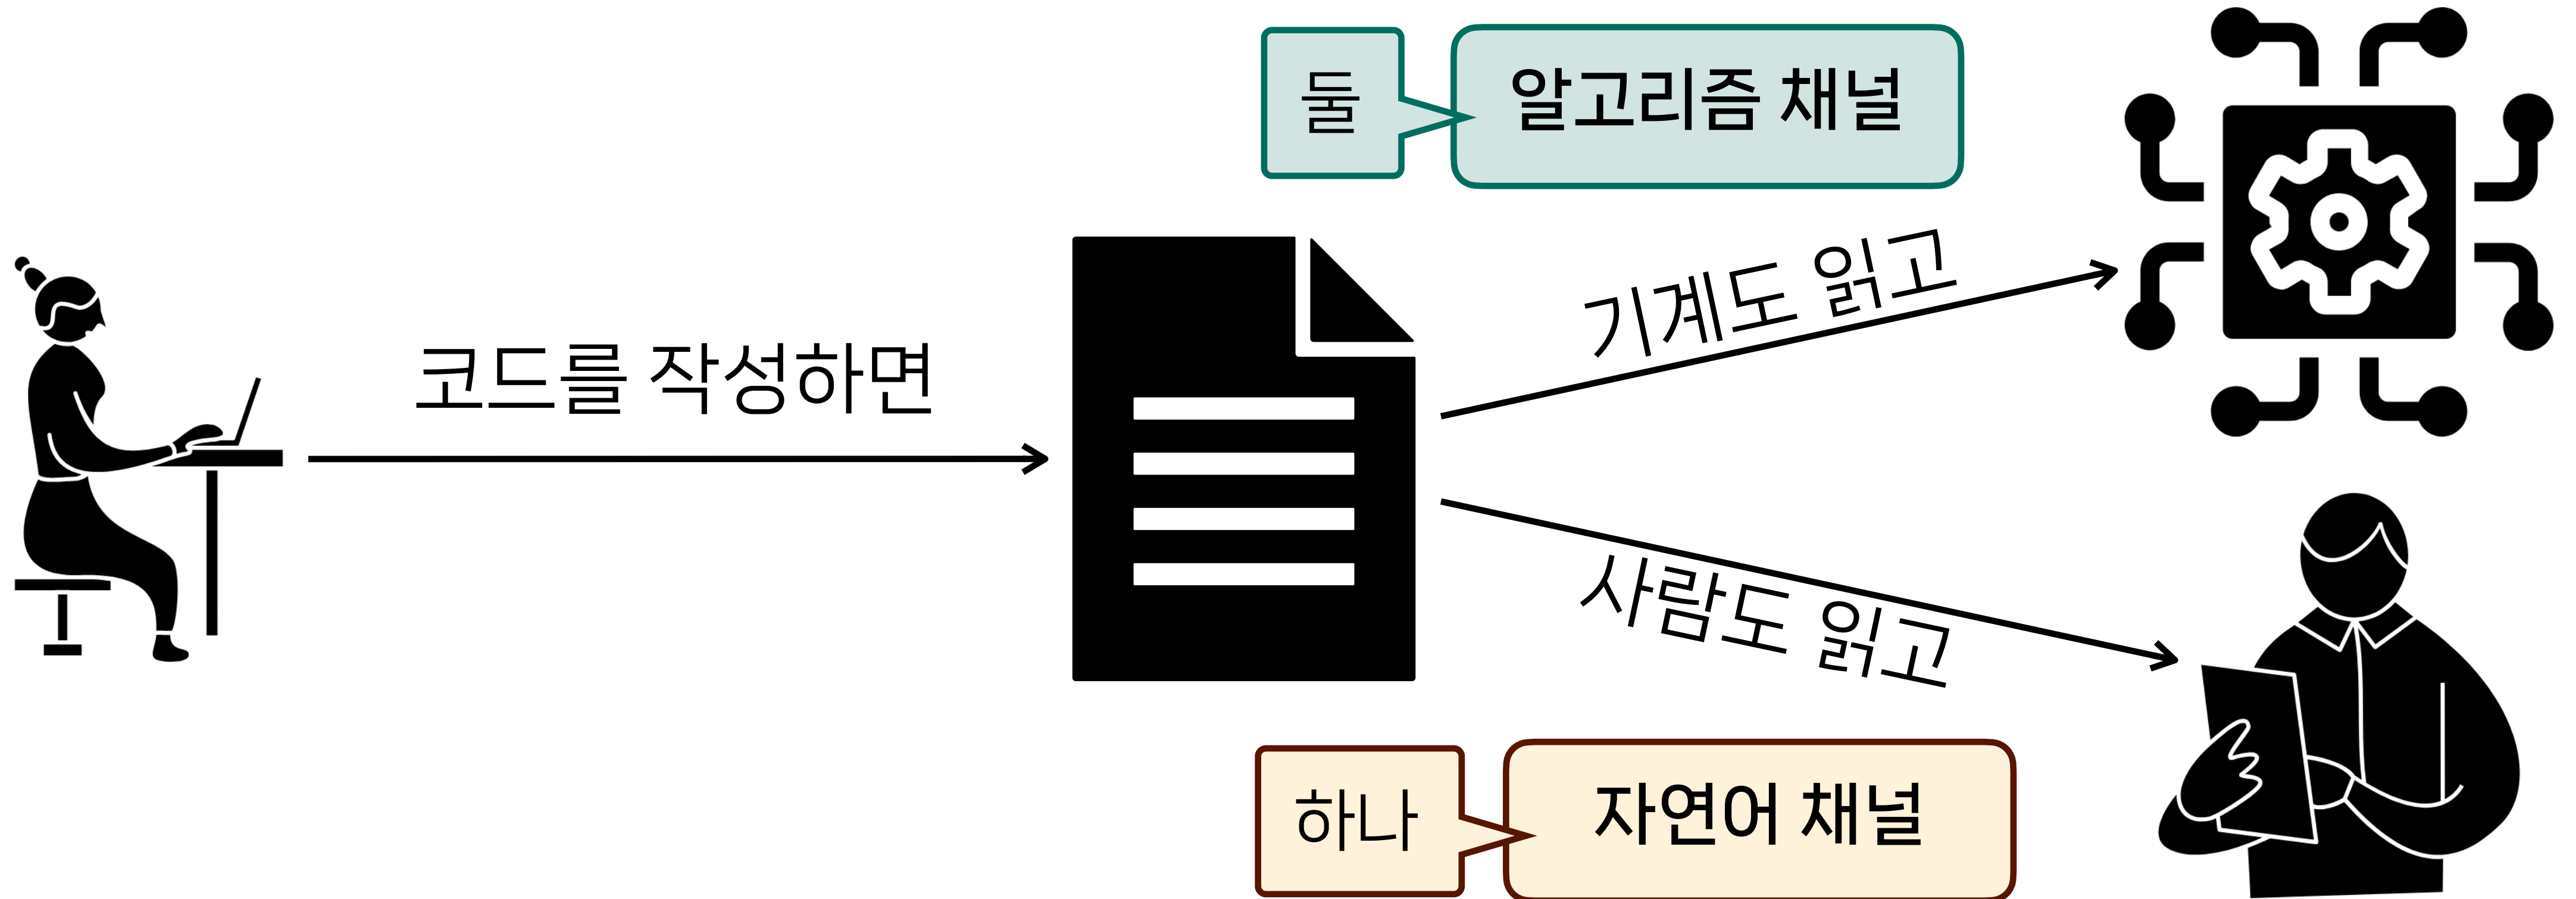 둘
알고리즘 채널
코드를 작성하면
기계도 읽고
사람도 읽고
하나
자연어 채널